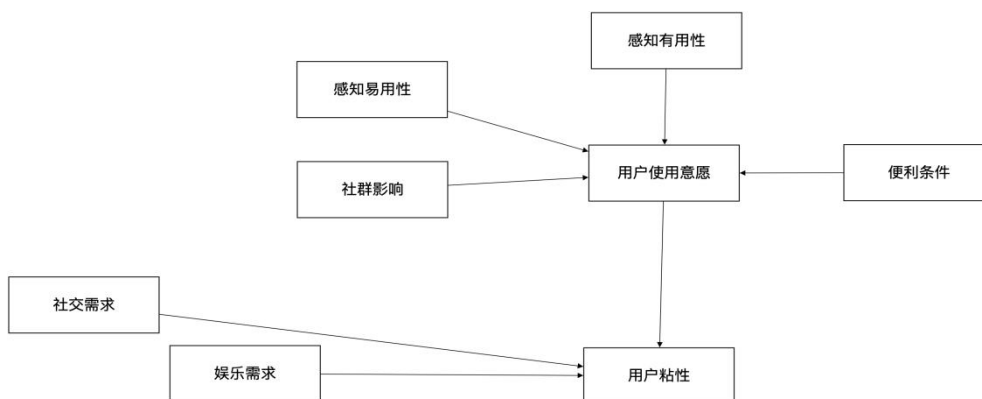 感知有用性
感知易用性
用户使用意愿
便利条件
社群影响
社交需求
娱乐需求
用户粘性